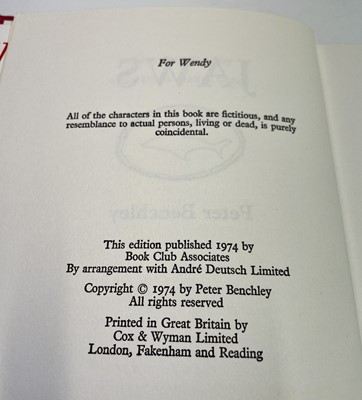 For Wendy
All of the characters in this book are fictitious, and any
resemblance to actual persons, living or dead, is purely
coincidental.
JAWS
Peter Benchley
This edition published 1974 by
Book Club Associates
By arrangement with André Deutsch Limited
Copyright © 1974 by Peter Benchley
All rights reserved
Printed in Great Britain by
Cox & Wyman Limited
London, Fakenham and Reading